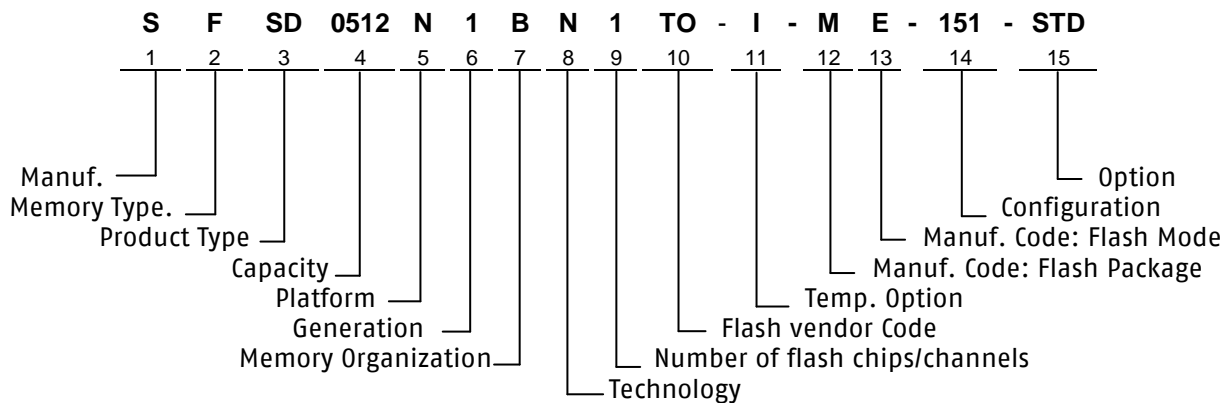 S F SD 0512 N 1 B N 1 TO - I - M E - 151 - STD
1 2 3 4 5 6 7 8 9 10 11 12 13 14 15
Manuf.
Option
Memory Type.
Configuration
Product Type
Manuf. Code: Flash Mode
Capacity
Manuf. Code: Flash Package
Platform
Temp. Option
Generation
Flash vendor Code
Memory Organization
Number of flash chips/channels
Technology